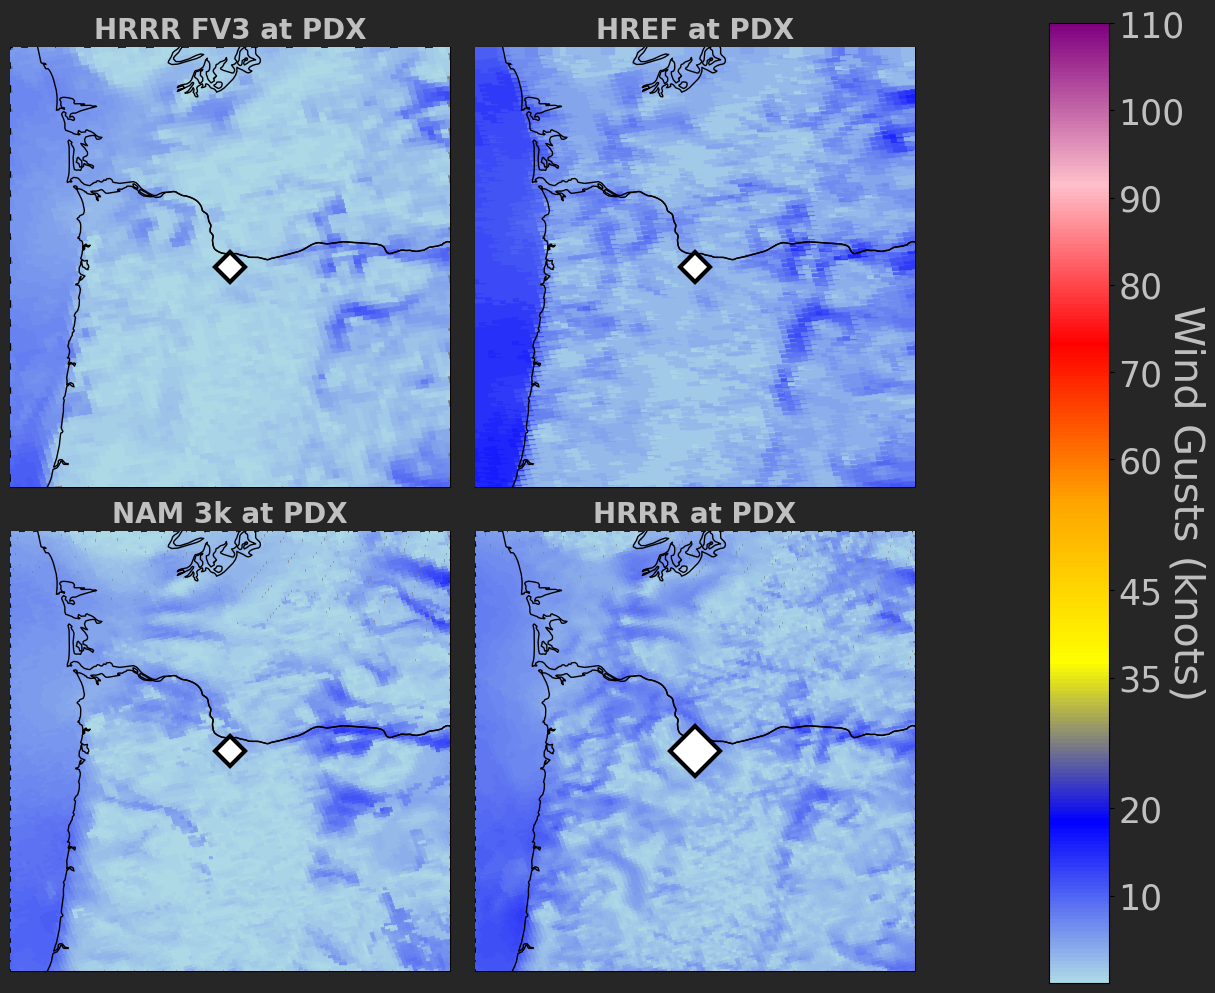 HRRR FV3 at PDX
HREF at PDX
NAM 3k at PDX
HRRR at PDX
110
100
90
80
70
60
45
35
20
10
Wind Gusts (knots)